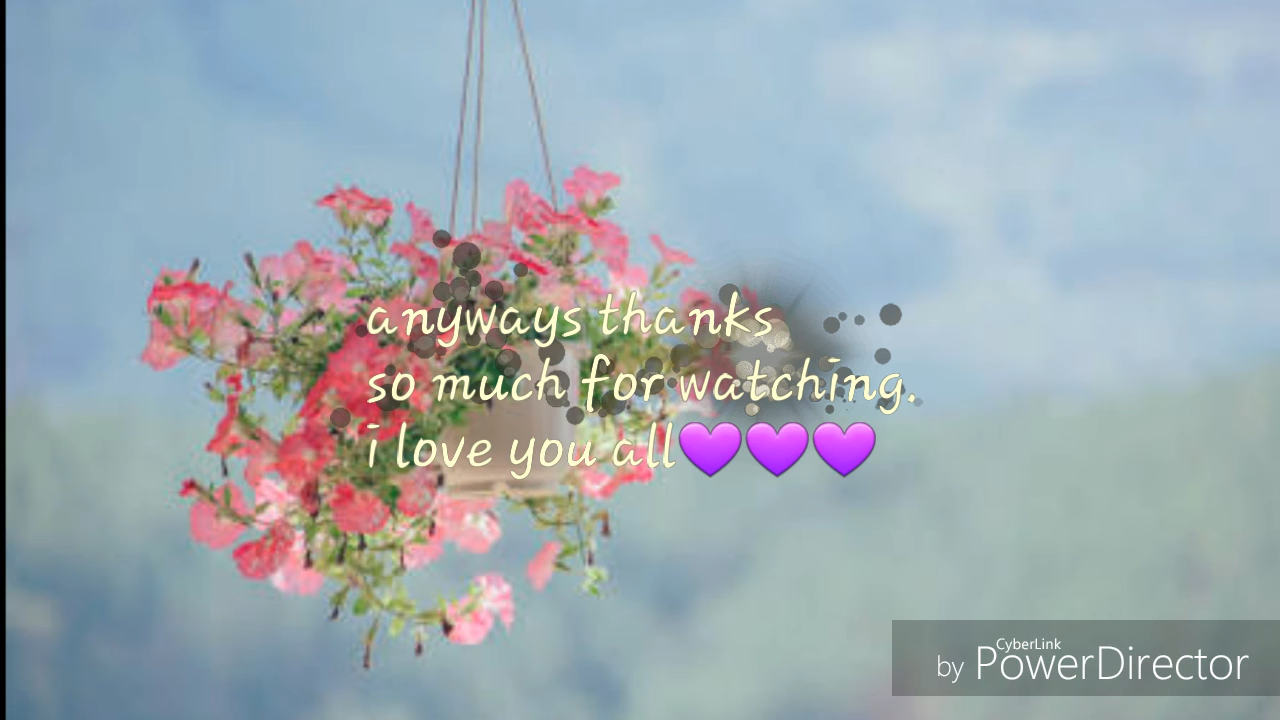 anyways thanks
so much for watching.
i love you all💜💜💜
CyberLink
by PowerDirector